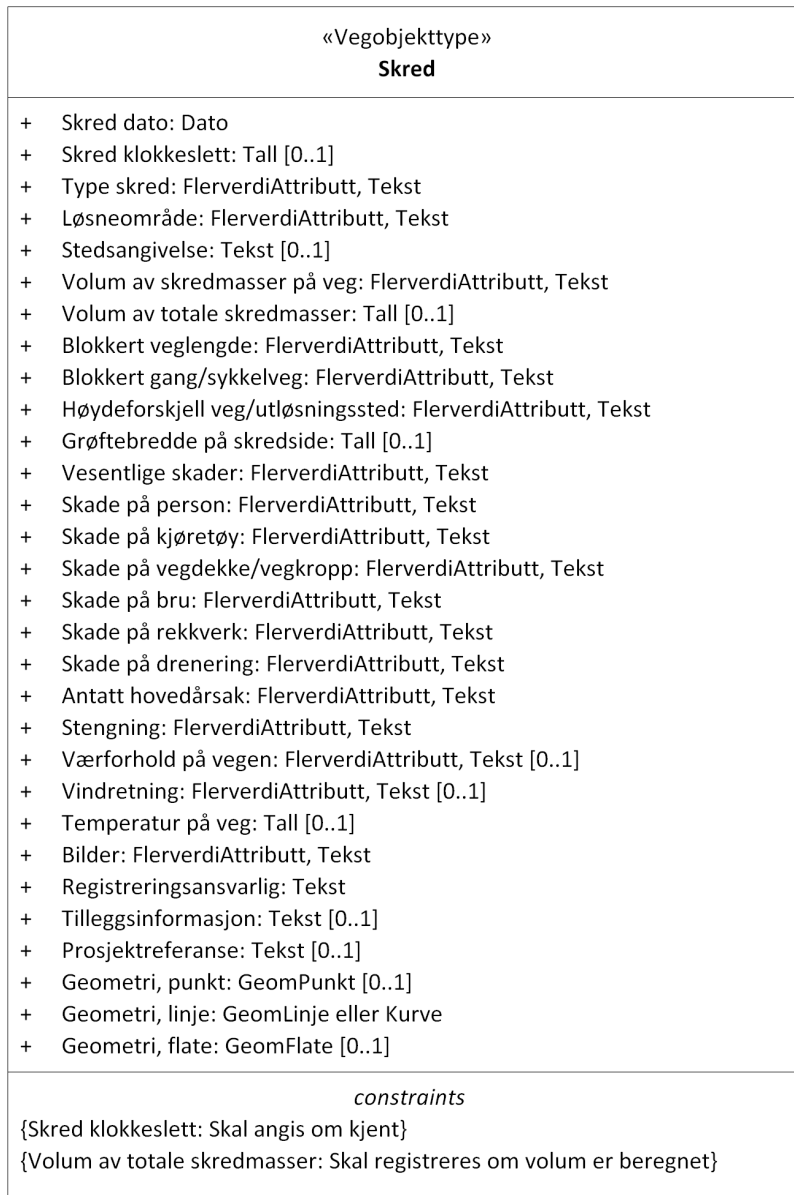 «Vegobjekttype»
Skred
+ Skred dato: Dato
+ Skred klokkeslett: Tall [0..1]
+ Type skred: FlerverdiAttributt, Tekst
+ Løsneområde: FlerverdiAttributt, Tekst
+ Stedsangivelse: Tekst [0..1]
+ Volum av skredmasser på veg: FlerverdiAttributt, Tekst
+ Volum av totale skredmasser: Tall [0..1]
+ Blokkert veglengde: FlerverdiAttributt, Tekst
+ Blokkert gang/sykkelveg: FlerverdiAttributt, Tekst
+ Høydeforskjell veg/utløsningssted: FlerverdiAttributt, Tekst
+ Grøftebredde på skredside: Tall [0..1]
+ Vesentlige skader: FlerverdiAttributt, Tekst
+ Skade på person: FlerverdiAttributt, Tekst
+ Skade på kjøretøy: FlerverdiAttributt, Tekst
+ Skade på vegdekke/vegkropp: FlerverdiAttributt, Tekst
+ Skade på bru: FlerverdiAttributt, Tekst
+ Skade på rekkverk: FlerverdiAttributt, Tekst
+ Skade på drenering: FlerverdiAttributt, Tekst
+ Antatt hovedårsak: FlerverdiAttributt, Tekst
+ Stengning: FlerverdiAttributt, Tekst
+ Værforhold på vegen: FlerverdiAttributt, Tekst [0..1]
+ Vindretning: FlerverdiAttributt, Tekst [0..1]
+ Temperatur på veg: Tall [0..1]
+ Bilder: FlerverdiAttributt, Tekst
+ Registreringsansvarlig: Tekst
+ Tilleggsinformasjon: Tekst [0..1]
+ Prosjektreferanse: Tekst [0..1]
+ Geometri, punkt: GeomPunkt [0..1]
+ Geometri, linje: GeomLinje eller Kurve
+ Geometri, flate: GeomFlate [0..1]
constraints
{Skred klokkeslett: Skal angis om kjent}
{Volum av totale skredmasser: Skal registreres om volum er beregnet}